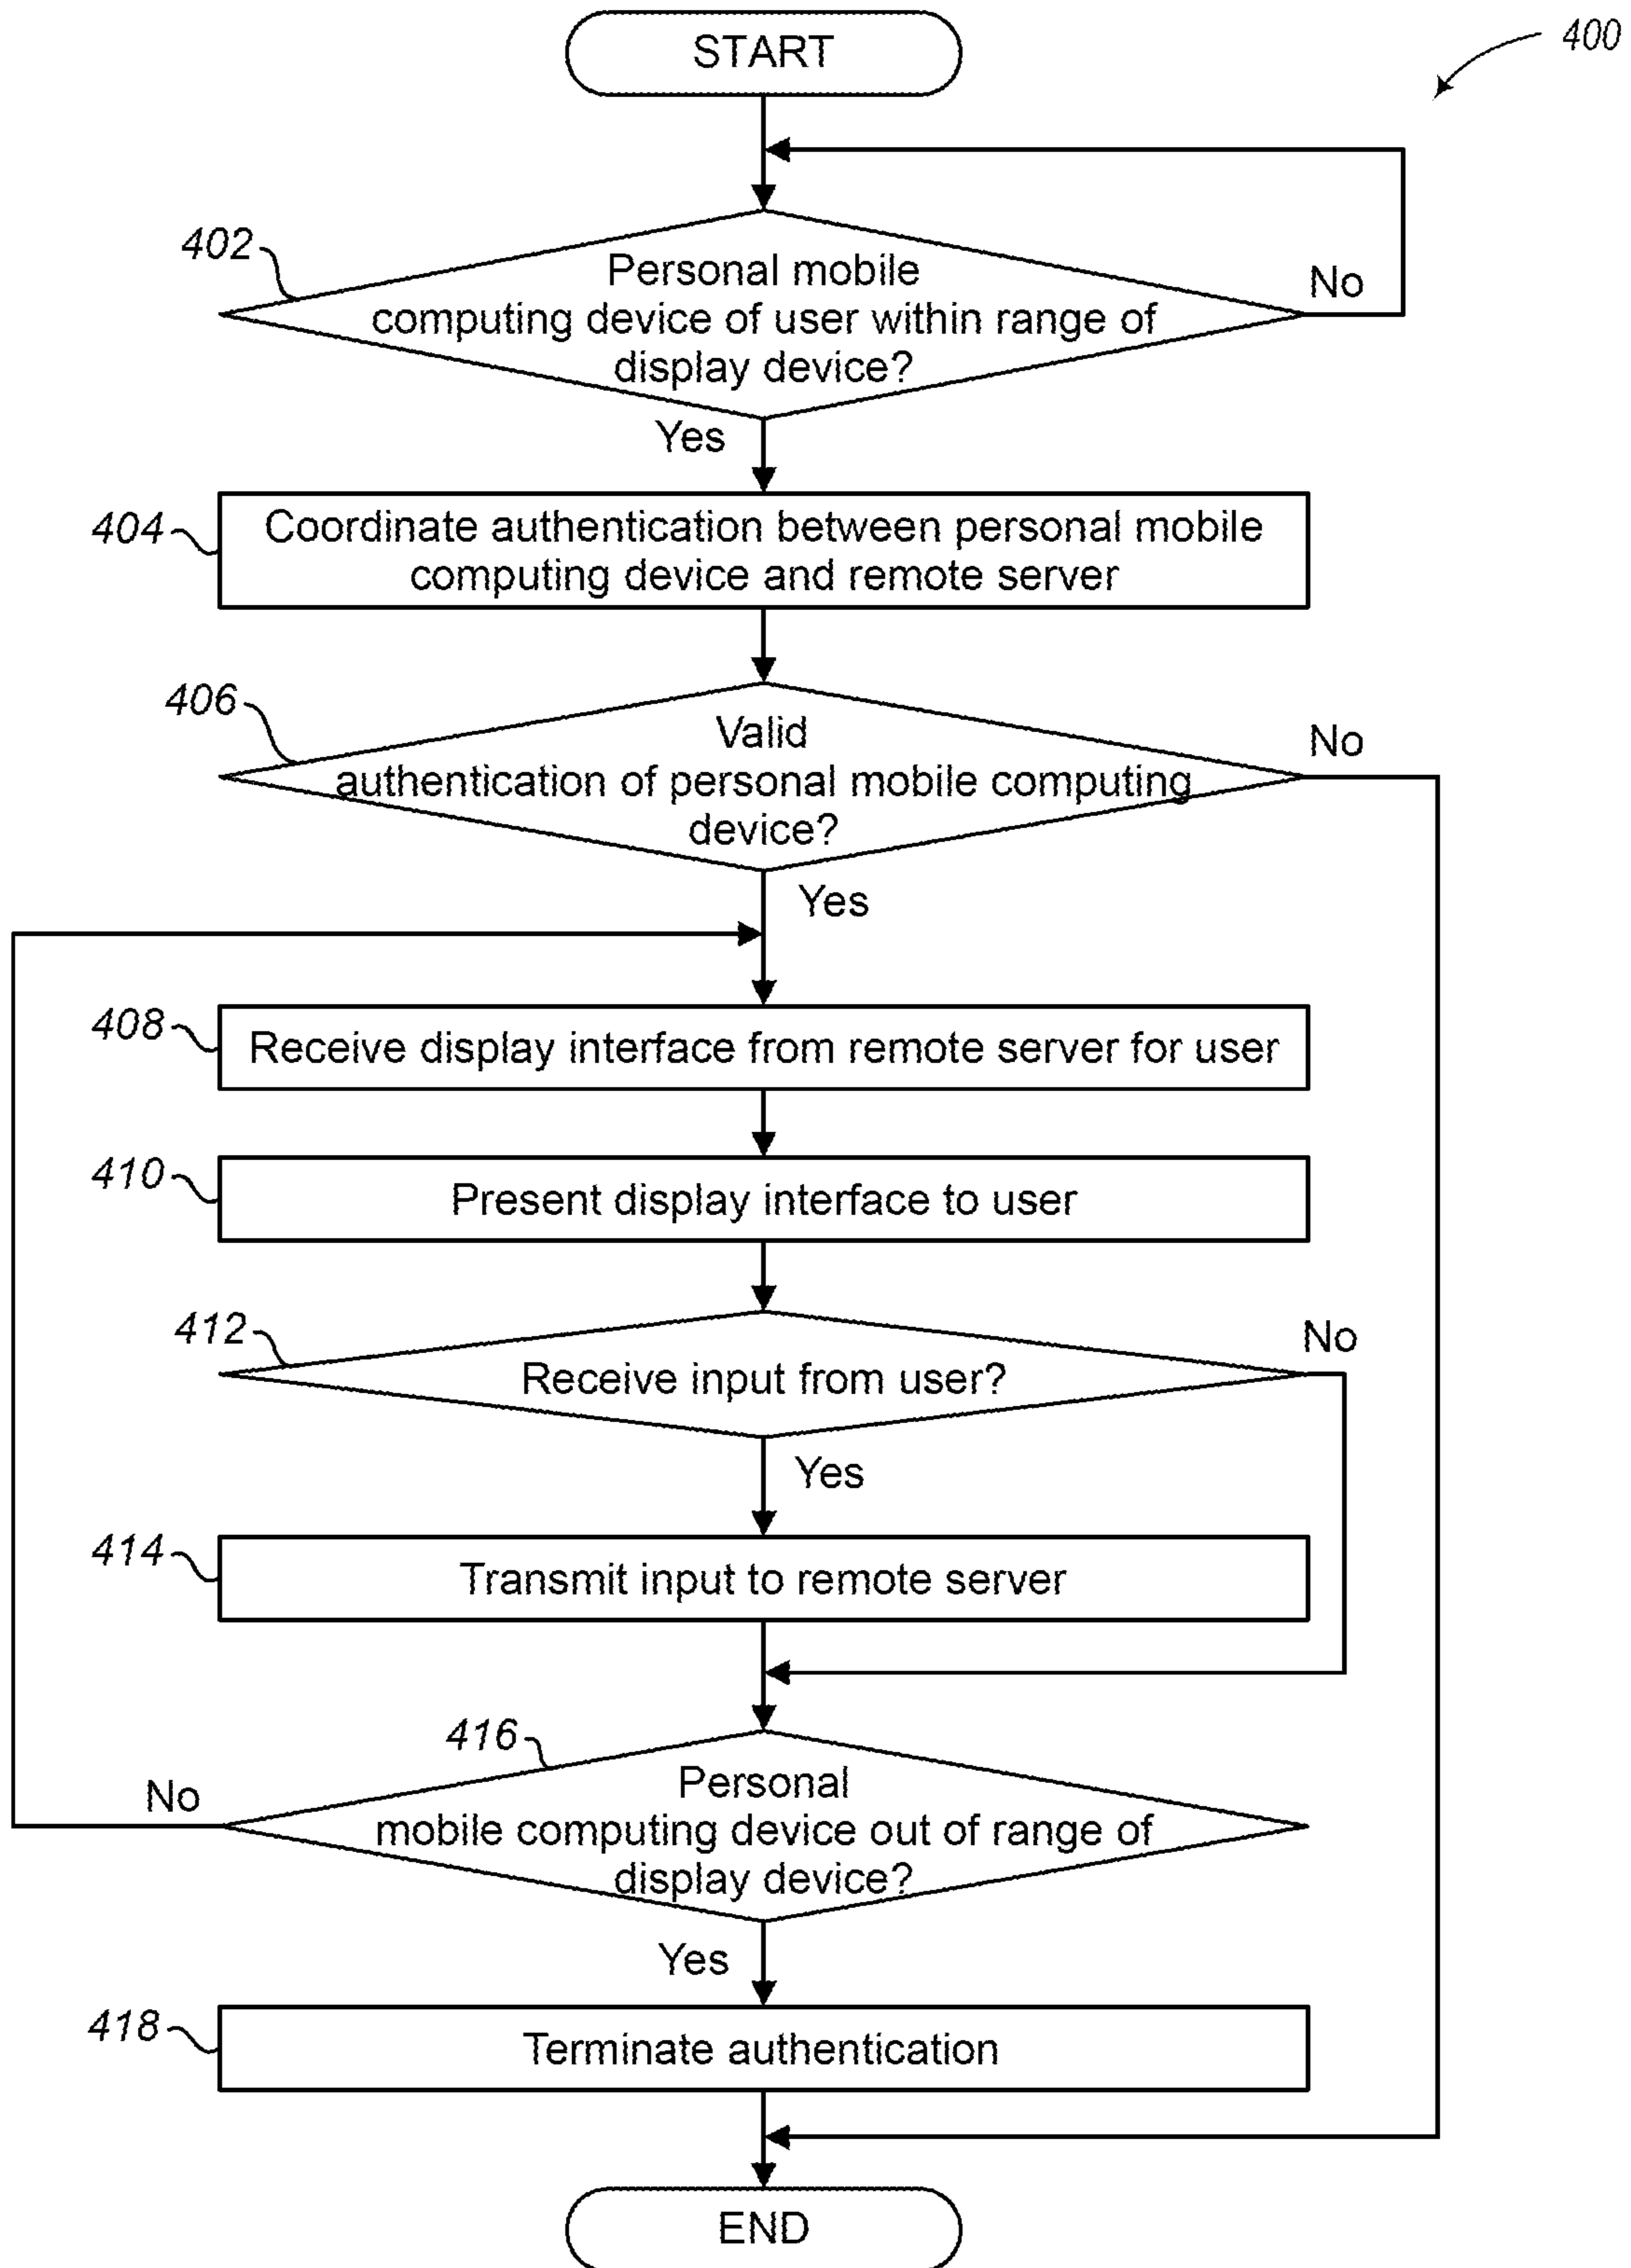 START
400
402
Personal mobile
computing device of user within range of
display device?
No
Yes
404
Coordinate authentication between personal mobile
computing device and remote server
406
Valid
authentication of personal mobile computing
device?
No
Yes
408
Receive display interface from remote server for user
410
Present display interface to user
412
Receive input from user?
No
Yes
414
Transmit input to remote server
416
Personal
mobile computing device out of range of
display device?
No
Yes
418
Terminate authentication
END